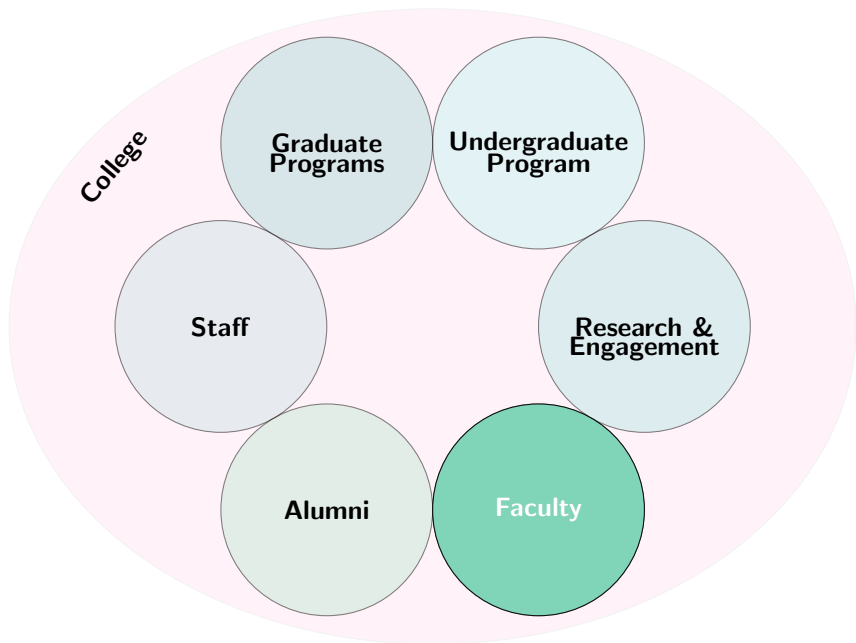 College
Graduate
Programs
Undergraduate
Program
Staff
Research &
Engagement
Alumni
Faculty